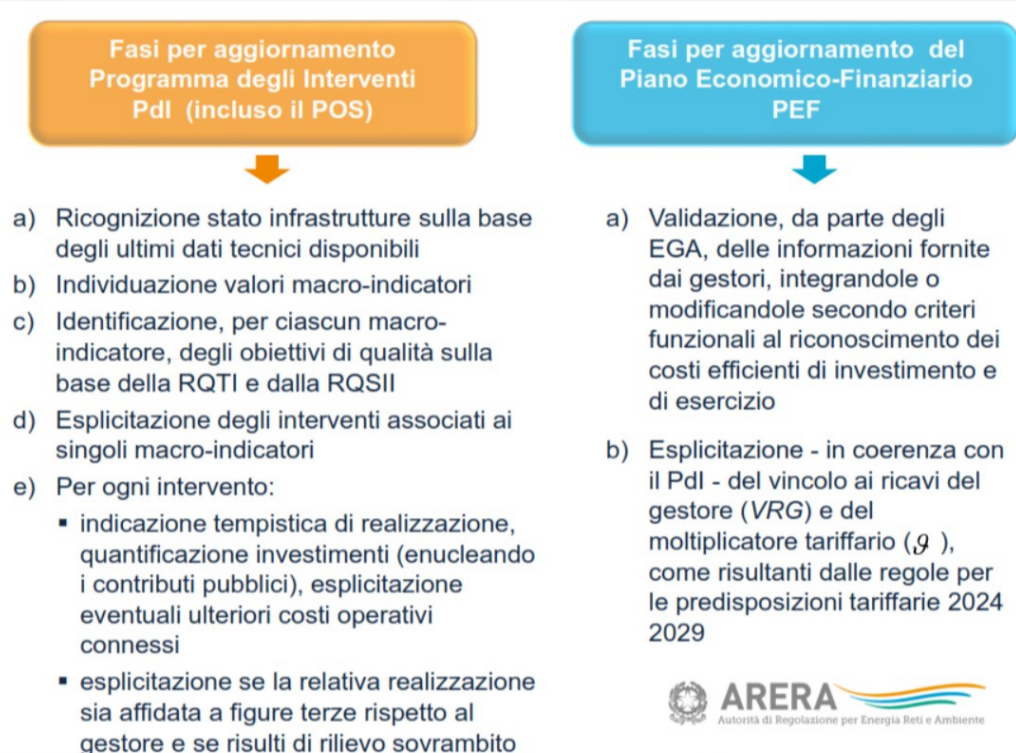 Fasi per aggiornamento
Programma degli Interventi
PdI (incluso il POS)
a) Ricognizione stato infrastrutture sulla base
degli ultimi dati tecnici disponibili
b) Individuazione valori macro-indicatori
c) Identificazione, per ciascun macro-
indicatore, degli obiettivi di qualità sulla
base della RQTI e dalla RQSII
d) Esplicitazione degli interventi associati ai
singoli macro-indicatori
e) Per ogni intervento:
▪ indicazione tempistica di realizzazione,
quantificazione investimenti (enucleando
i contributi pubblici), esplicitazione
eventuali ulteriori costi operativi
connessi
▪ esplicitazione se la relativa realizzazione
sia affidata a figure terze rispetto al
gestore e se risulti di rilievo sovrambito
Fasi per aggiornamento del
Piano Economico-Finanziario
PEF
a) Validazione, da parte degli
EGA, delle informazioni fornite
dai gestori, integrandole o
modificandole secondo criteri
funzionali al riconoscimento dei
costi efficienti di investimento e
di esercizio
b) Esplicitazione - in coerenza con
il PdI - del vincolo ai ricavi del
gestore (VRG) e del
moltiplicatore tariffario (ϑ ),
come risultanti dalle regole per
le predisposizioni tariffarie 2024
2029
ARERA
Autorità di Regolazione per Energia Reti e Ambiente